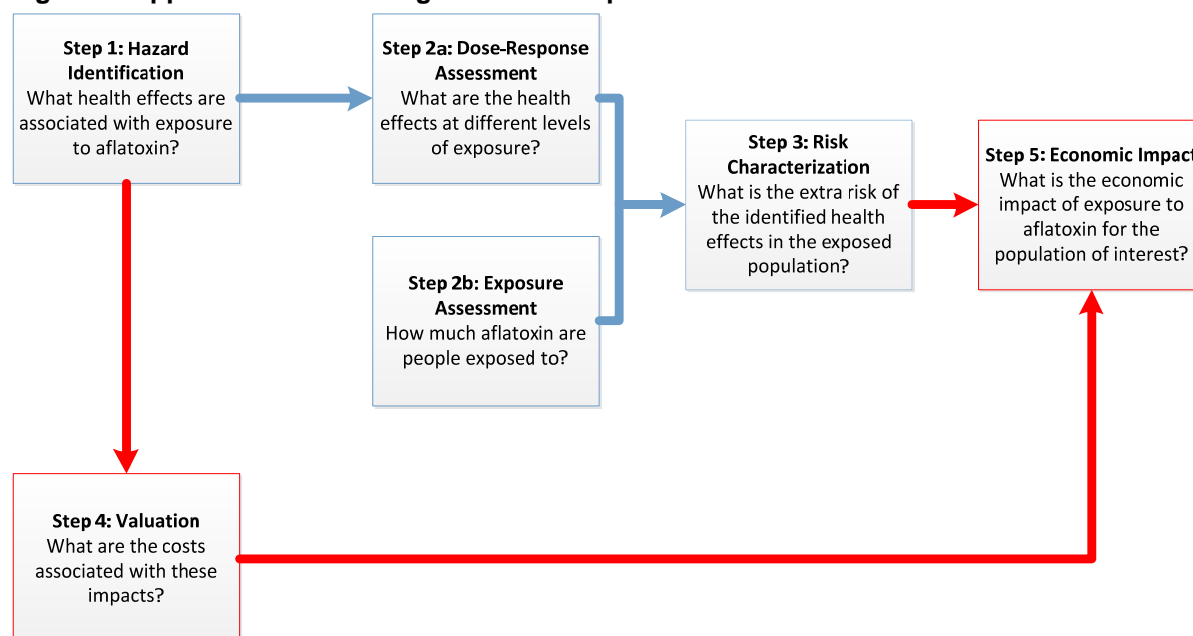 Step 1: Hazard
Identification
What health effects are
associated with exposure
to aflatoxin?
Step 2a: Dose-Response
Assessment
What are the health
effects at different levels
of exposure?
Step 2b: Exposure
Assessment
How much aflatoxin are
people exposed to?
Step 3: Risk
Characterization
What is the extra risk of
the identified health
effects in the exposed
population?
Step 5: Economic Impact
What is the economic
impact of exposure to
aflatoxin for the
population of interest?
Step 4: Valuation
What are the costs
associated with these
impacts?